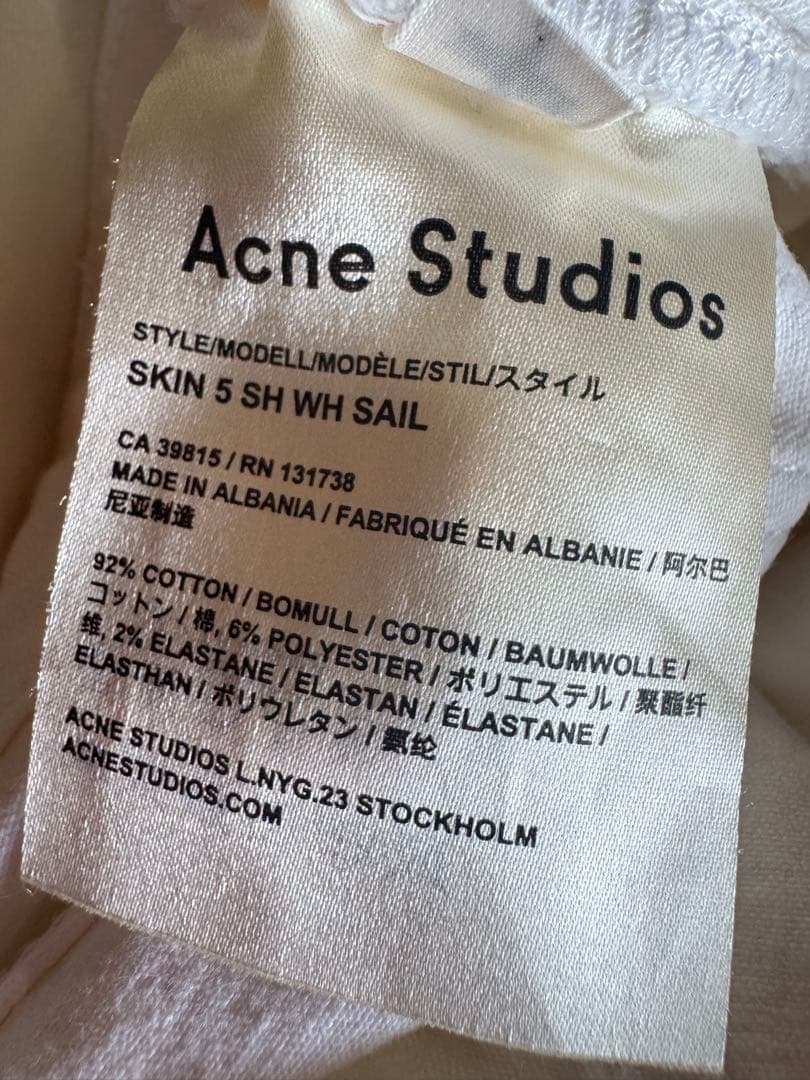 Acne Studios
STYLE/MODELL/MODÈLE/STIL/スタイル
SKIN 5 SH WH SAIL
CA 39815 / RN 131738
MADE IN ALBANIA / FABRIQUÉ EN ALBANIE / 阿尔巴
尼亚制造
92% COTTON / BOMULL / COTON / BAUMWOLLE /
コットン / 棉, 6% POLYESTER / ポリエステル / 聚酯纤
维, 2% ELASTANE / ELASTAN / ÉLASTANE /
ELASTHAN / ポリウレタン / 氨纶
ACNE STUDIOS L.NYG.23 STOCKHOLM
ACNESTUDIOS.COM